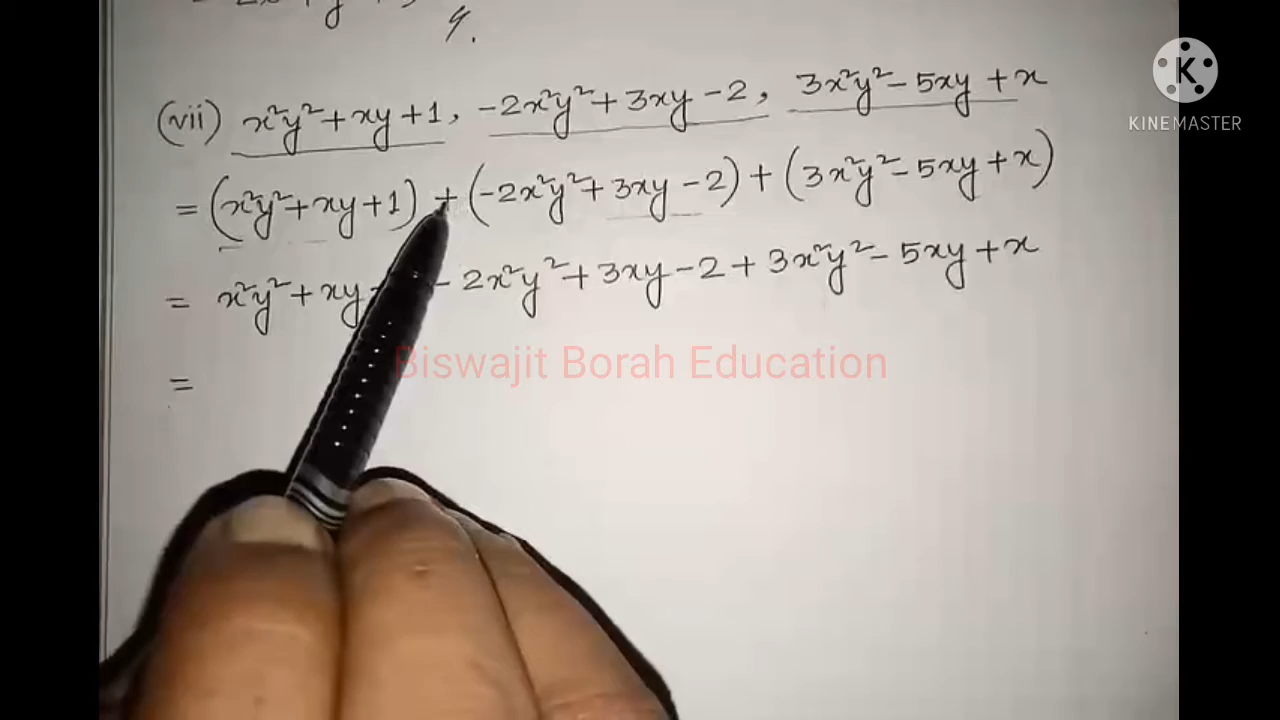 4.
(vii) x²y² + xy + 1, -2x²y² + 3xy - 2, 3x²y² - 5xy + x
= (x²y² + xy + 1) + (-2x²y² + 3xy - 2) + (3x²y² - 5xy + x)
= x²y² + xy - 2x²y² + 3xy - 2 + 3x²y² - 5xy + x
=
Biswajit Borah Education
K
KINEMASTER